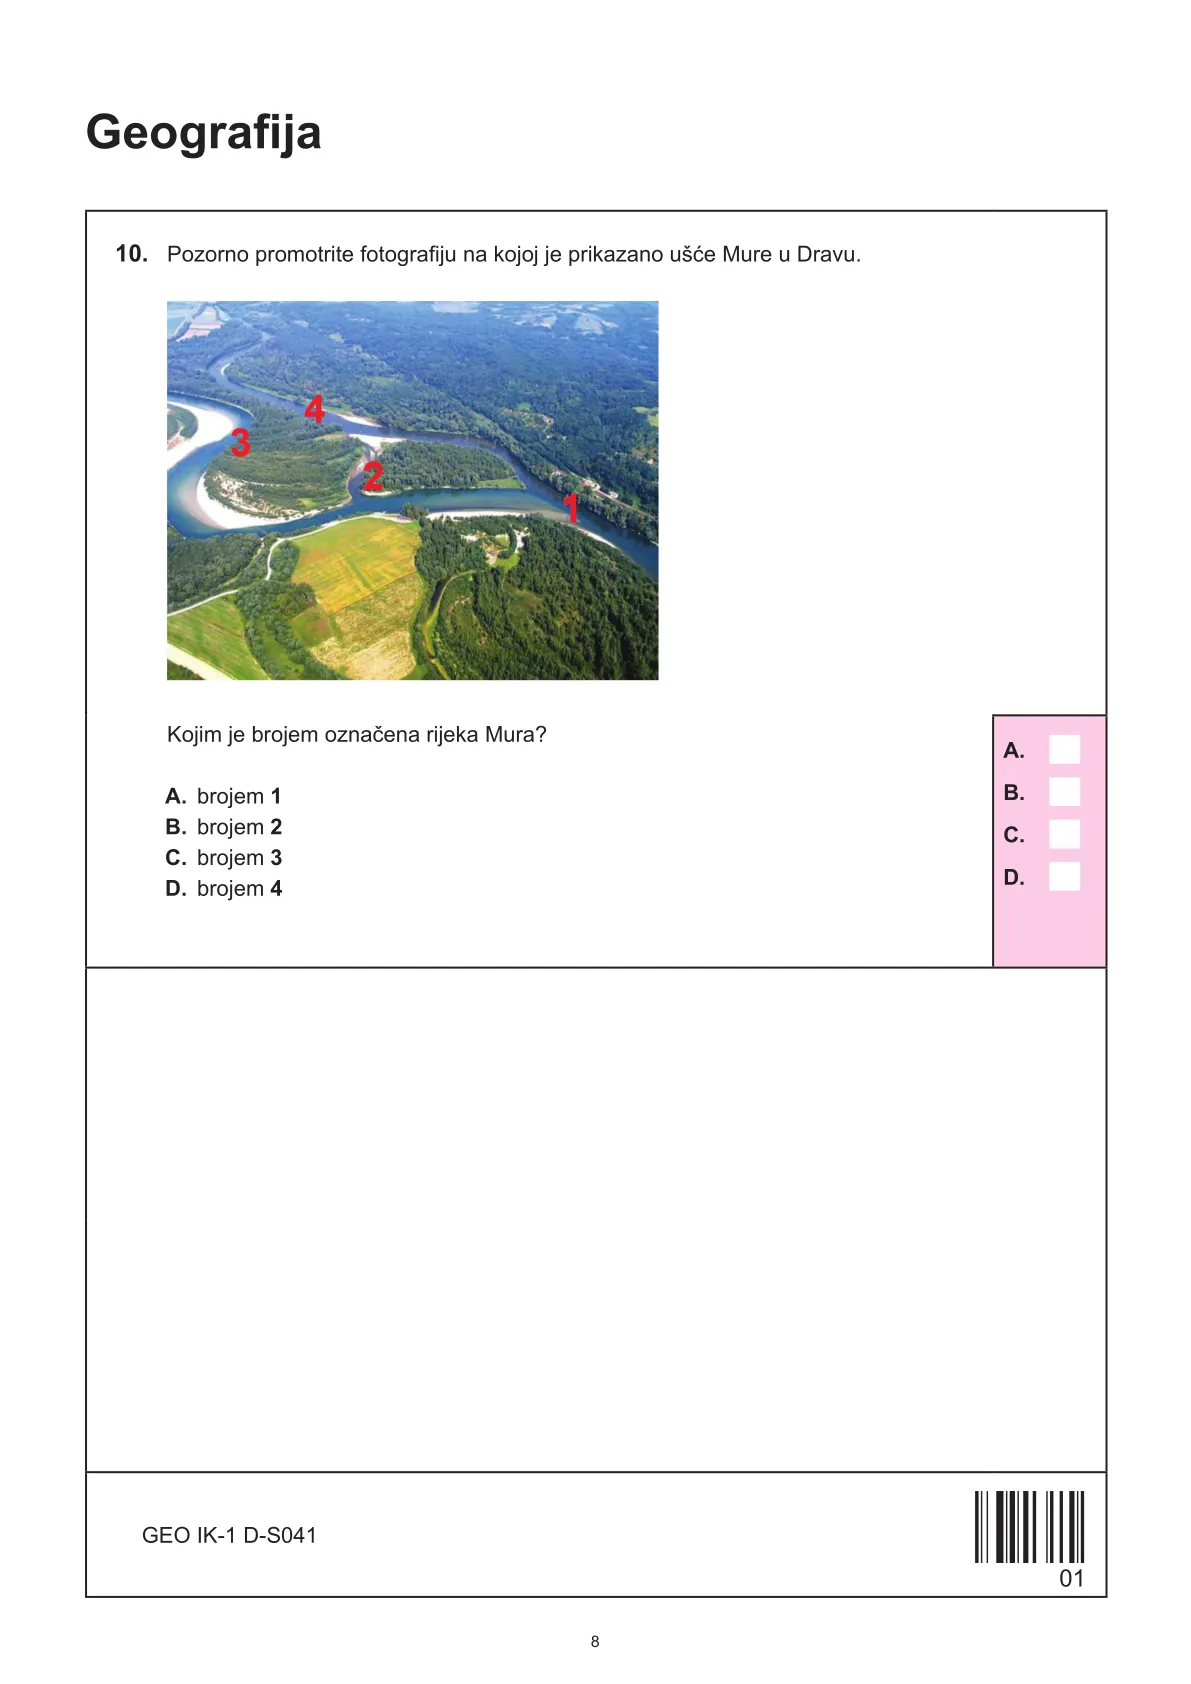 Geografija
10. Pozorno promotrite fotografiju na kojoj je prikazano ušće Mure u Dravu.
4
3
2
1
Kojim je brojem označena rijeka Mura?
A. brojem 1
B. brojem 2
C. brojem 3
D. brojem 4
A.
B.
C.
D.
GEO IK-1 D-S041
01
8